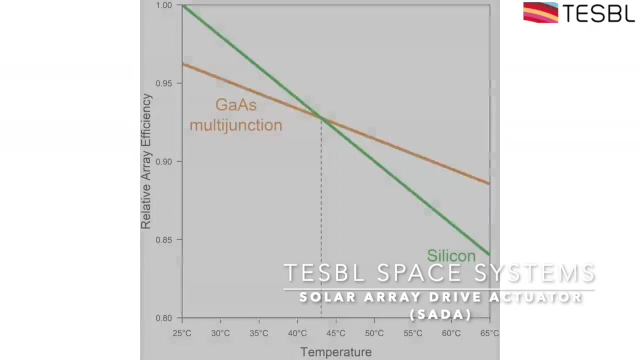 1.00
TESBL
0.95
GaAs
multijunction
Relative Array Efficiency
0.90
0.85
Silicon
TESBL SPACE SYSTEMS
SOLAR ARRAY DRIVE ACTUATOR
(SADA)
0.80
25°C 30°C 35°C 40°C 45°C 50°C 55°C 60°C 65°C
Temperature